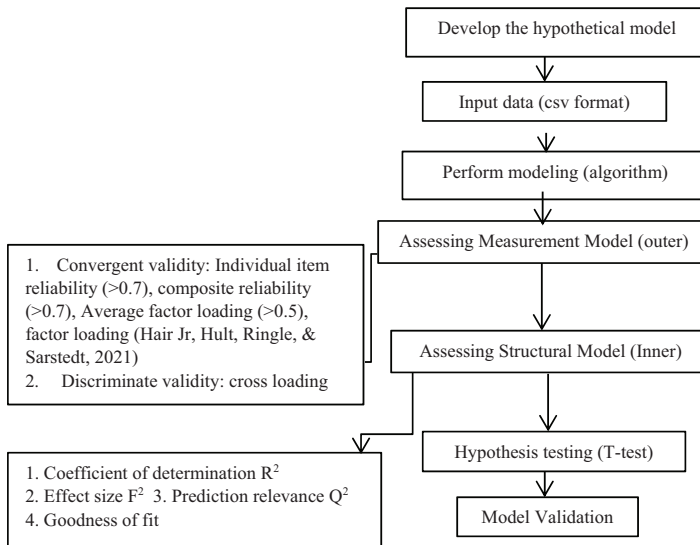 Develop the hypothetical model
Input data (csv format)
Perform modeling (algorithm)
Assessing Measurement Model (outer)
1. Convergent validity: Individual item
reliability (>0.7), composite reliability
(>0.7), Average factor loading (>0.5),
factor loading (Hair Jr, Hult, Ringle, &
Sarstedt, 2021)
2. Discriminate validity: cross loading
Assessing Structural Model (Inner)
1. Coefficient of determination R²
2. Effect size F² 3. Prediction relevance Q²
4. Goodness of fit
Hypothesis testing (T-test)
Model Validation